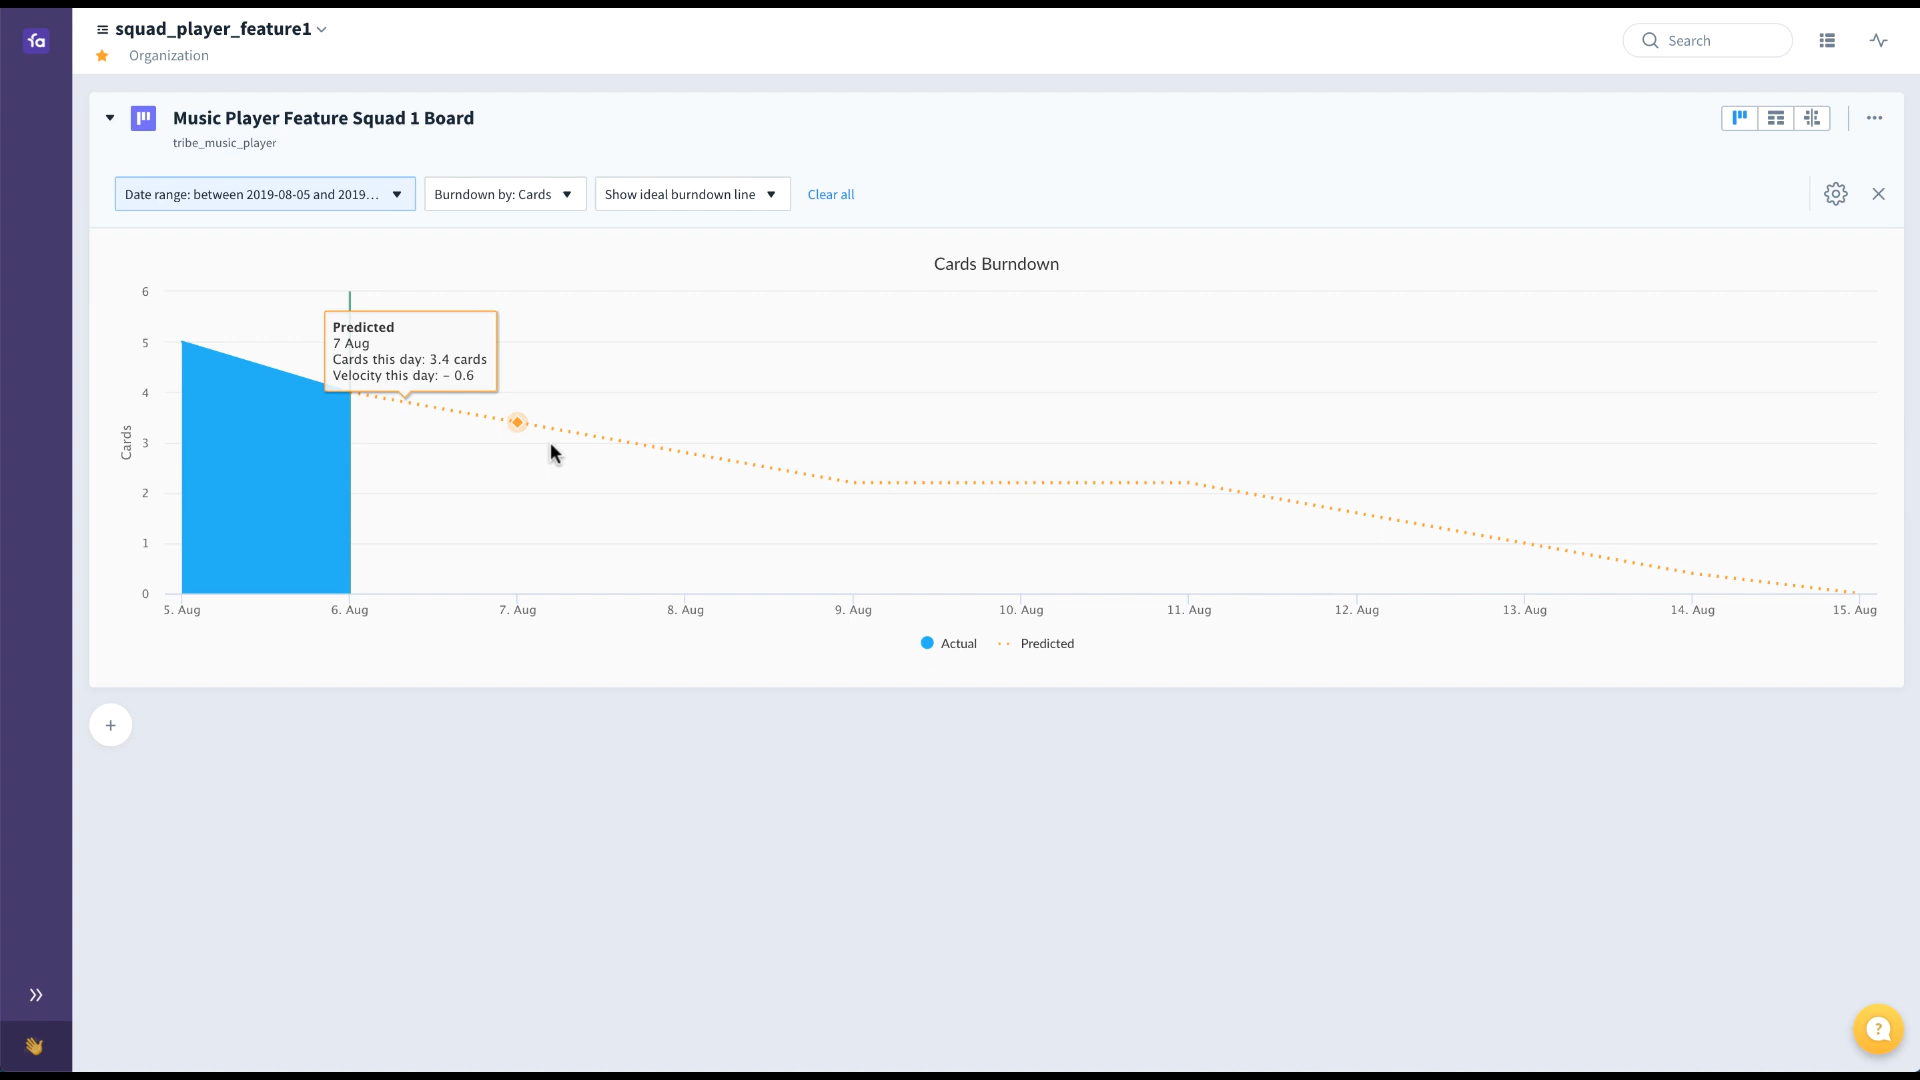 fa
squad_player_feature1
Organization
Search
Music Player Feature Squad 1 Board
tribe_music_player
Date range: between 2019-08-05 and 2019...
Burndown by: Cards
Show ideal burndown line
Clear all
Cards Burndown
Predicted
7 Aug
Cards this day: 3.4 cards
Velocity this day: – 0.6
Cards
6
5
4
3
2
1
0
5. Aug
6. Aug
7. Aug
8. Aug
9. Aug
10. Aug
11. Aug
12. Aug
13. Aug
14. Aug
15. Aug
Actual
Predicted
+
?